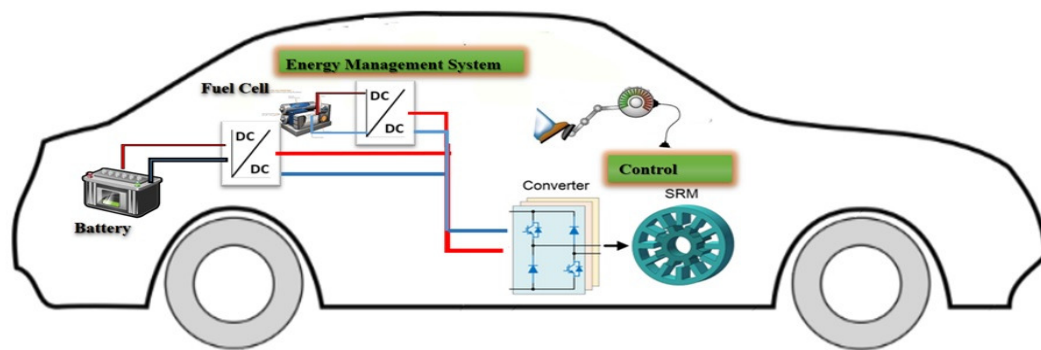 Energy Management System
Fuel Cell
DC
DC
DC
DC
Battery
Control
Converter
SRM